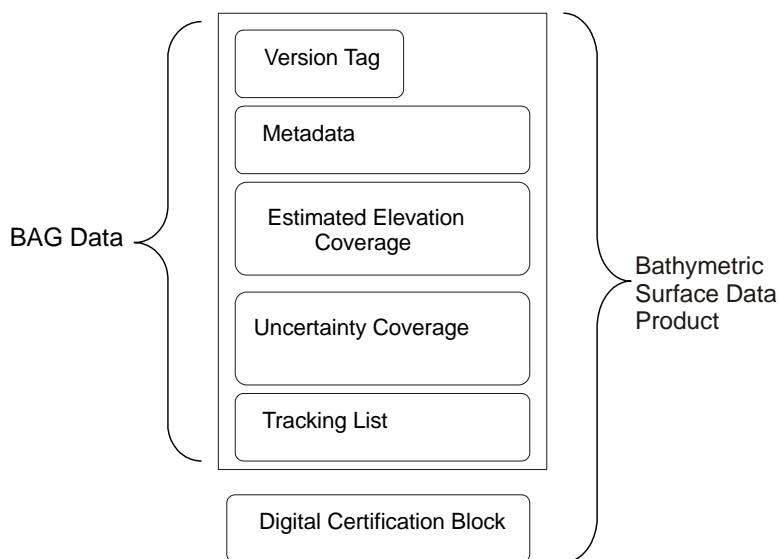 Version Tag
Metadata
Estimated Elevation
Coverage
BAG Data
Uncertainty Coverage
Bathymetric
Surface Data
Product
Tracking List
Digital Certification Block